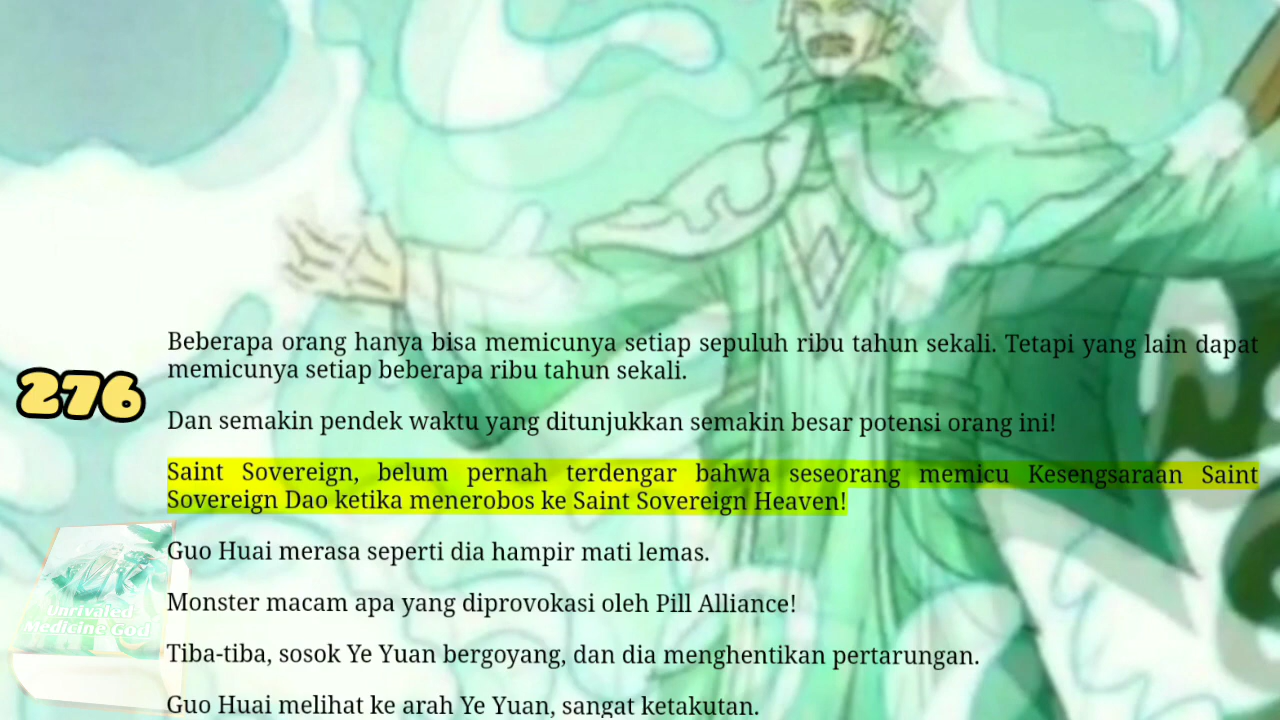 Beberapa orang hanya bisa memicunya setiap sepuluh ribu tahun sekali. Tetapi yang lain dapat
memicunya setiap beberapa ribu tahun sekali.
276
Dan semakin pendek waktu yang ditunjukkan semakin besar potensi orang ini!
Saint Sovereign, belum pernah terdengar bahwa seseorang memicu Kesengsaraan Saint
Sovereign Dao ketika menerobos ke Saint Sovereign Heaven!
Guo Huai merasa seperti dia hampir mati lemas.
Monster macam apa yang diprovokasi oleh Pill Alliance!
Unrivaled
Medicine God
Tiba-tiba, sosok Ye Yuan bergoyang, dan dia menghentikan pertarungan.
Guo Huai melihat ke arah Ye Yuan, sangat ketakutan.